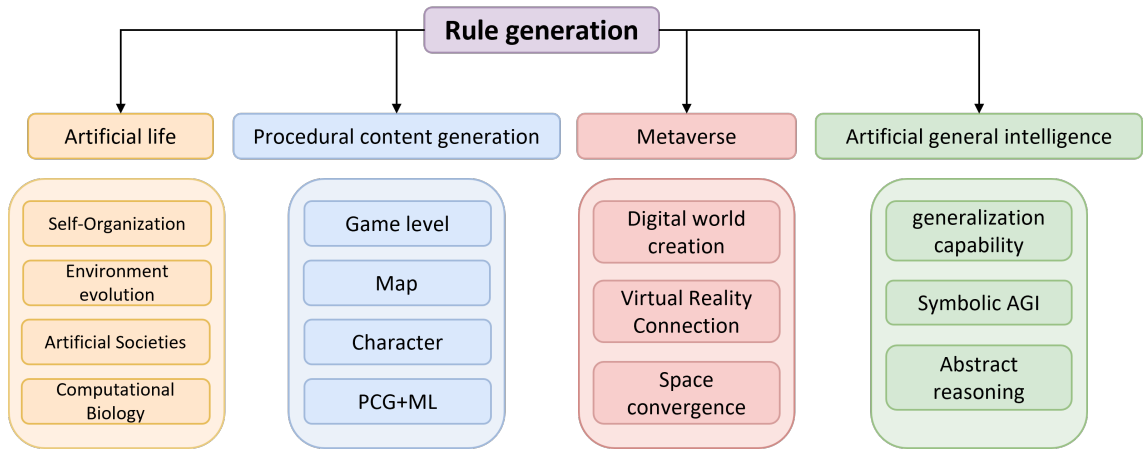 Rule generation
Artificial life
Procedural content generation
Metaverse
Artificial general intelligence
Self-Organization
Environment
evolution
Artificial Societies
Computational
Biology
Game level
Map
Character
PCG+ML
Digital world
creation
Virtual Reality
Connection
Space
convergence
generalization
capability
Symbolic AGI
Abstract
reasoning